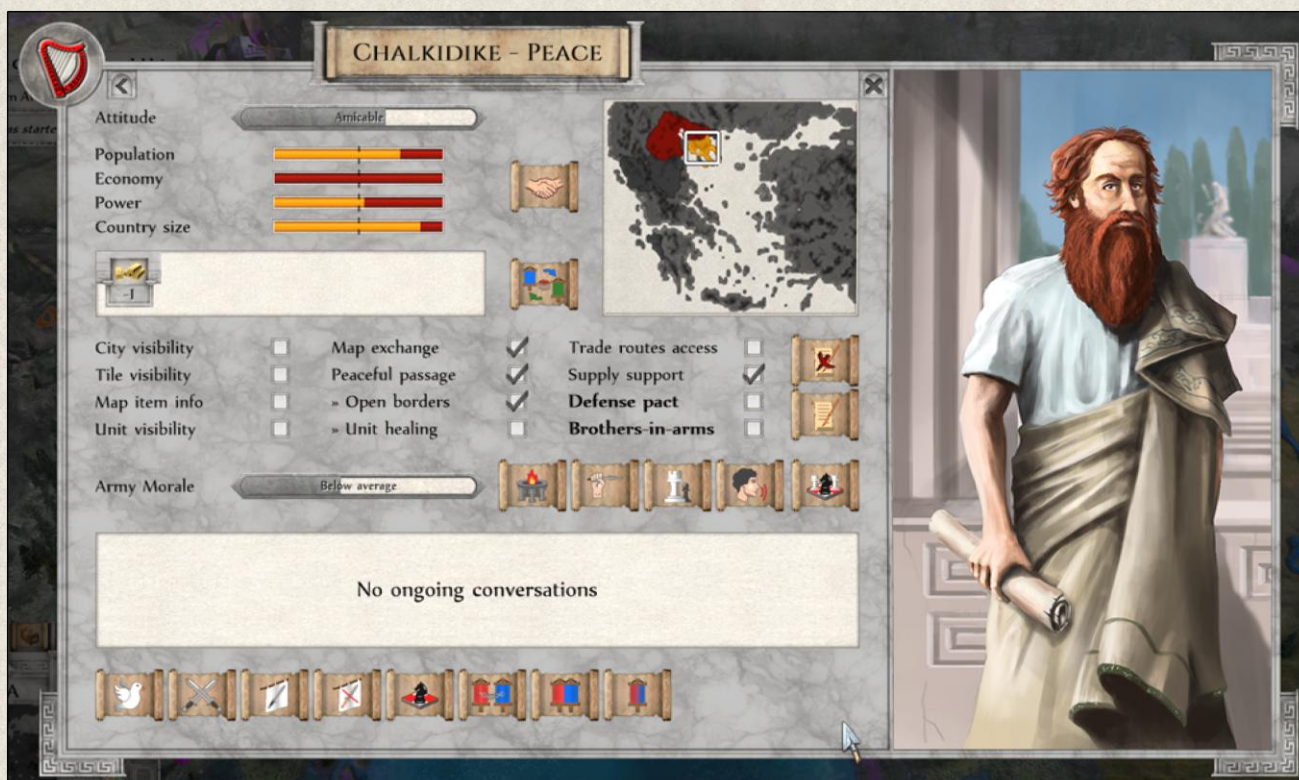 CHALKIDIKE - PEACE
Attitude
Amicable
Population
Economy
Power
Country size
-1
City visibility
Map exchange
Trade routes access
Tile visibility
Peaceful passage
Supply support
Map item info
» Open borders
Defense pact
Unit visibility
» Unit healing
Brothers-in-arms
Army Morale
Below average
No ongoing conversations